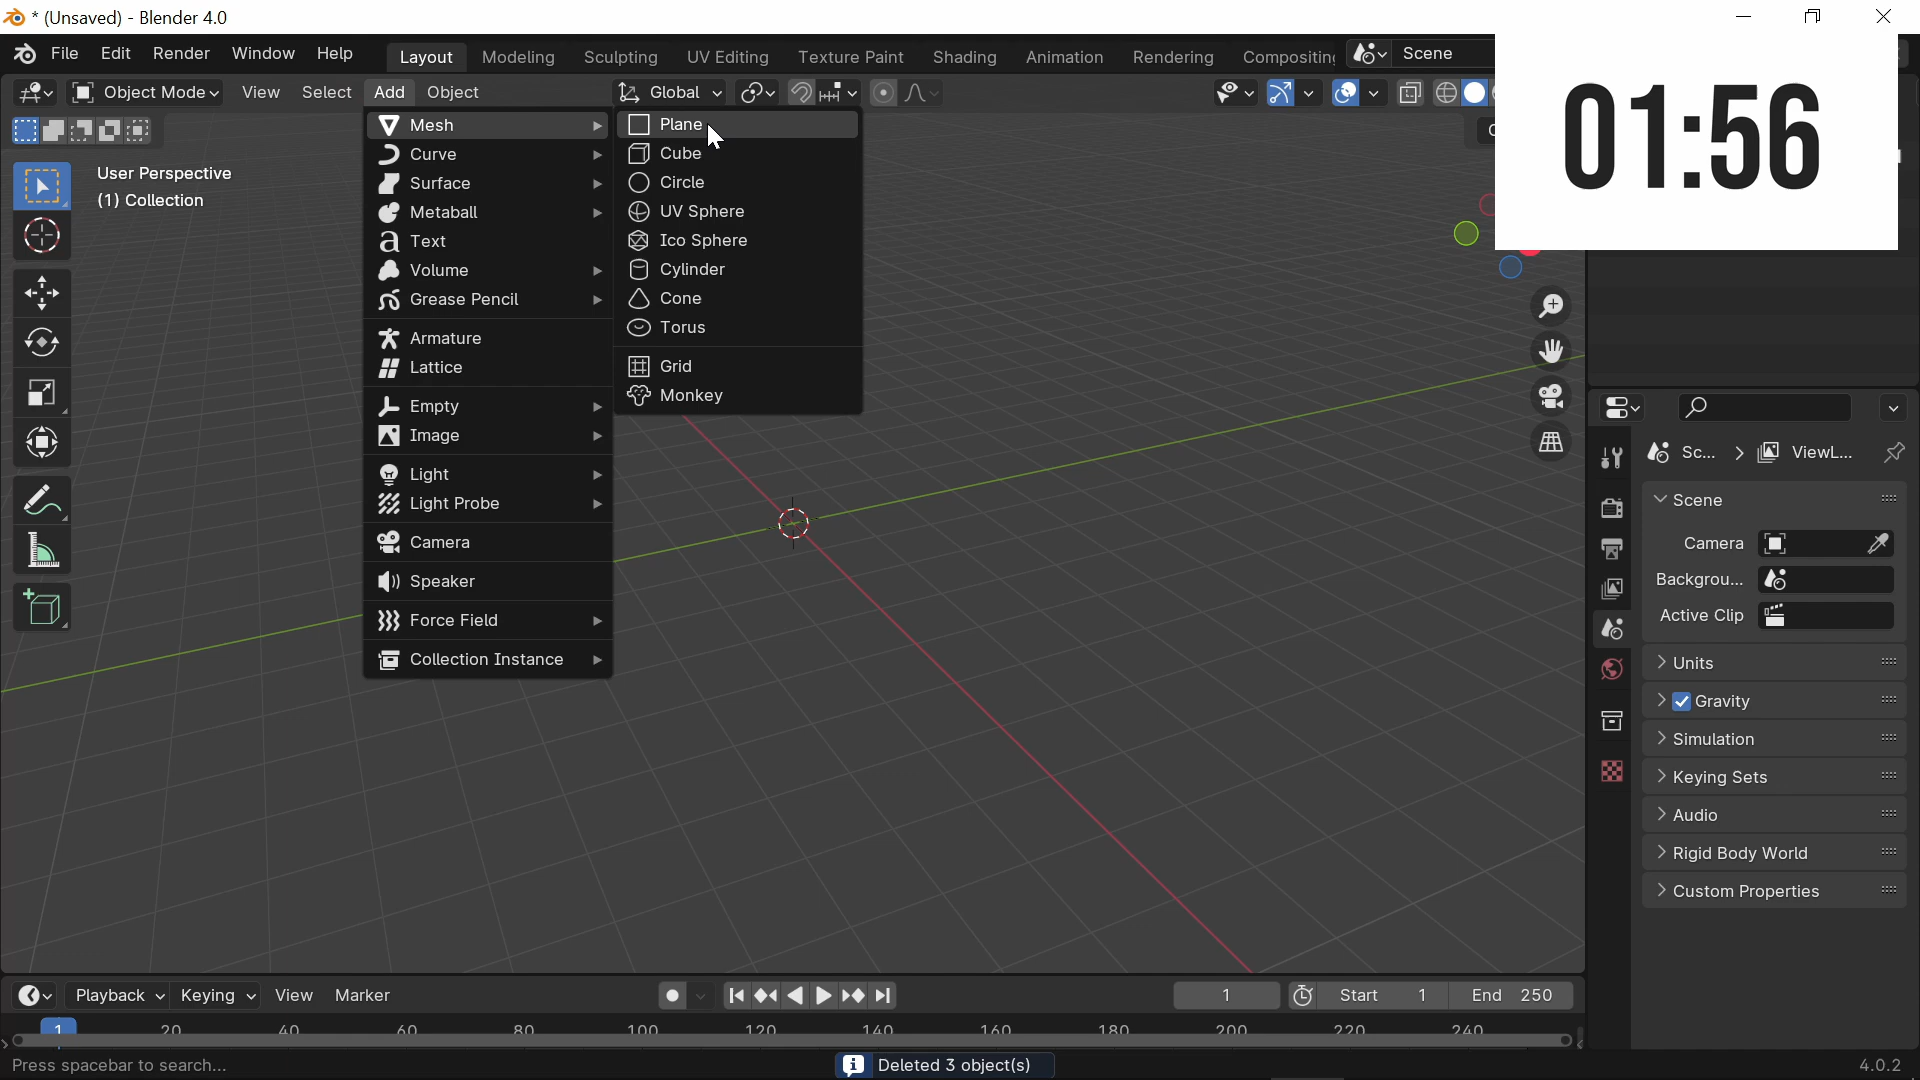 * (Unsaved) - Blender 4.0
File Edit Render Window Help Layout Modeling Sculpting UV Editing Texture Paint Shading Animation Rendering Compositing Scene
01:56
Object Mode View Select Add Object Global
User Perspective
(1) Collection
Mesh
Curve
Surface
Metaball
Text
Volume
Grease Pencil
Armature
Lattice
Empty
Image
Light
Light Probe
Camera
Speaker
Force Field
Collection Instance
Plane
Cube
Circle
UV Sphere
Ico Sphere
Cylinder
Cone
Torus
Grid
Monkey
Sc... ViewL...
Scene
Camera
Backgrou...
Active Clip
Units
Gravity
Simulation
Keying Sets
Audio
Rigid Body World
Custom Properties
Playback Keying View Marker 1 Start 1 End 250
1 20 40 60 80 100 120 140 160 180 200 220 240
Press spacebar to search... Deleted 3 object(s) 4.0.2